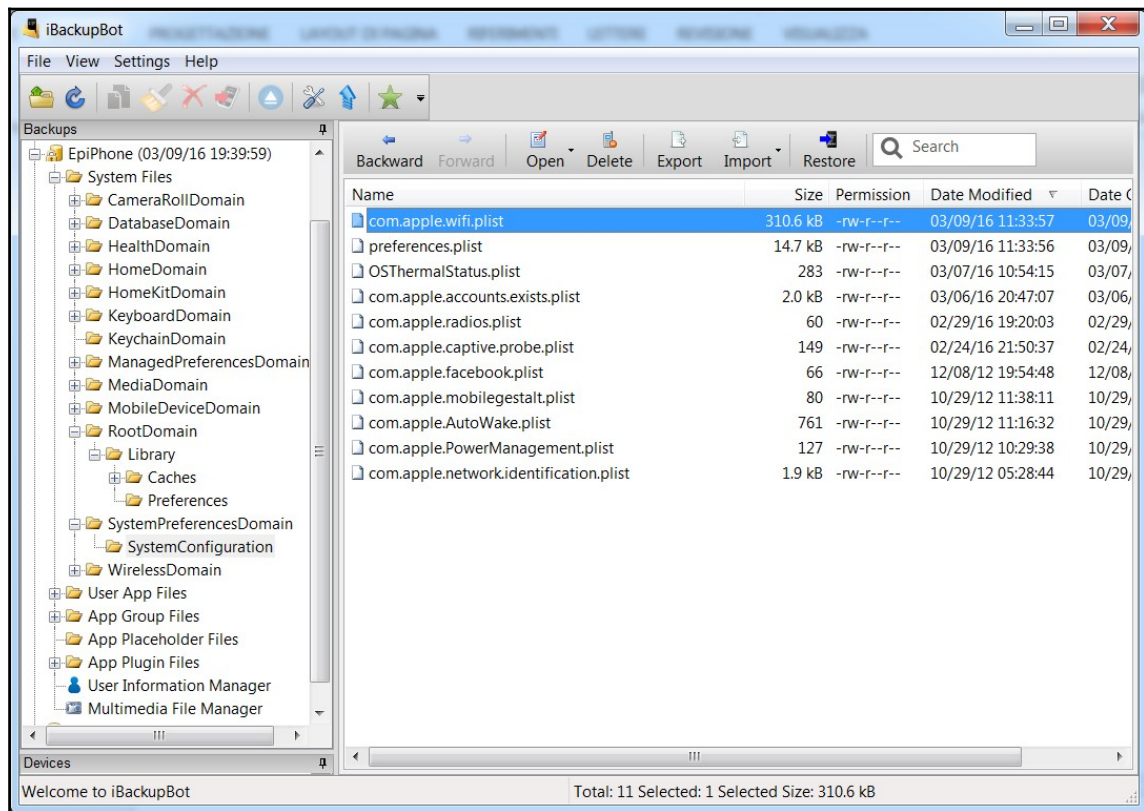 iBackupBot
PROGETTAZIONE LAYOUT DI PAGINA RIFERIMENTI LETTERE REVISIONE VISUALIZZA
File View Settings Help
Backups
EpiPhone (03/09/16 19:39:59)
System Files
CameraRollDomain
DatabaseDomain
HealthDomain
HomeDomain
HomeKitDomain
KeyboardDomain
KeychainDomain
ManagedPreferencesDomain
MediaDomain
MobileDeviceDomain
RootDomain
Library
Caches
Preferences
SystemPreferencesDomain
SystemConfiguration
WirelessDomain
User App Files
App Group Files
App Placeholder Files
App Plugin Files
User Information Manager
Multimedia File Manager
Devices
Backward Forward Open Delete Export Import Restore Search
Name Size Permission Date Modified Date C
com.apple.wifi.plist 310.6 kB -rw-r--r-- 03/09/16 11:33:57 03/09/
preferences.plist 14.7 kB -rw-r--r-- 03/09/16 11:33:56 03/09/
OSThermalStatus.plist 283 -rw-r--r-- 03/07/16 10:54:15 03/07/
com.apple.accounts.exists.plist 2.0 kB -rw-r--r-- 03/06/16 20:47:07 03/06/
com.apple.radios.plist 60 -rw-r--r-- 02/29/16 19:20:03 02/29/
com.apple.captive.probe.plist 149 -rw-r--r-- 02/24/16 21:50:37 02/24/
com.apple.facebook.plist 66 -rw-r--r-- 12/08/12 19:54:48 12/08/
com.apple.mobilegestalt.plist 80 -rw-r--r-- 10/29/12 11:38:11 10/29/
com.apple.AutoWake.plist 761 -rw-r--r-- 10/29/12 11:16:32 10/29/
com.apple.PowerManagement.plist 127 -rw-r--r-- 10/29/12 10:29:38 10/29/
com.apple.network.identification.plist 1.9 kB -rw-r--r-- 10/29/12 05:28:44 10/29/
Welcome to iBackupBot Total: 11 Selected: 1 Selected Size: 310.6 kB